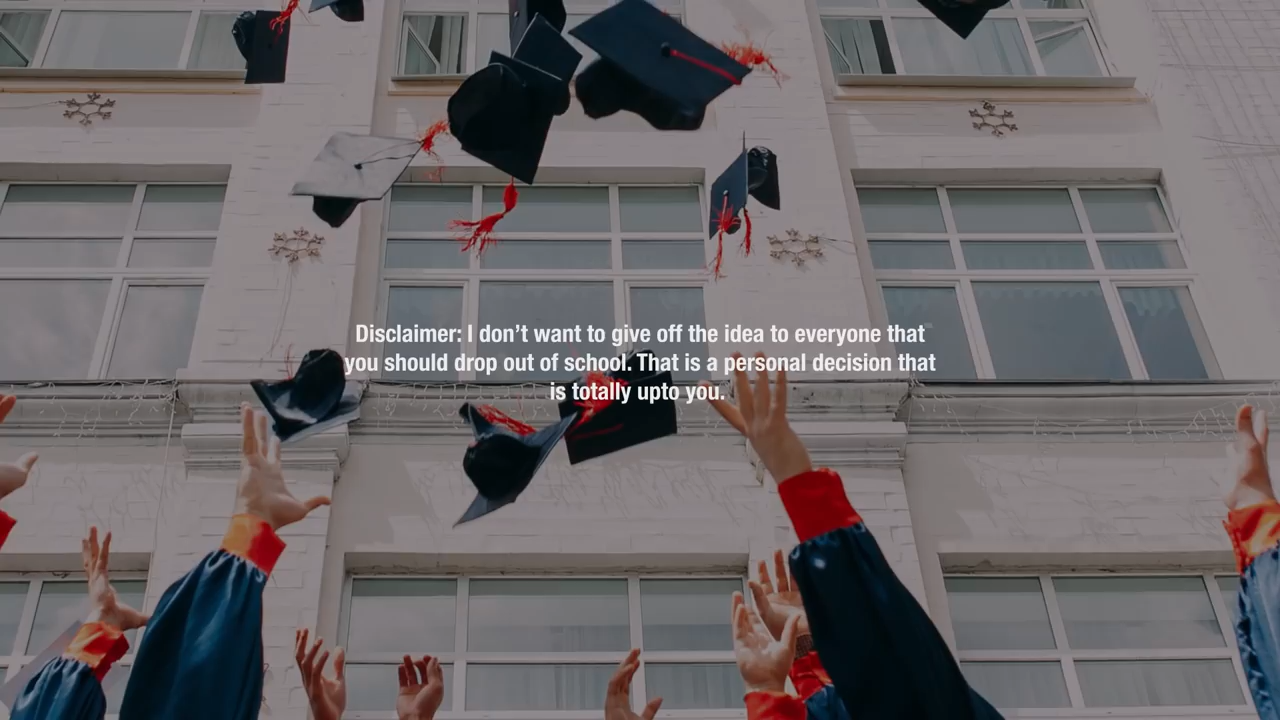 Disclaimer: I don’t want to give off the idea to everyone that
you should drop out of school. That is a personal decision that
is totally upto you.